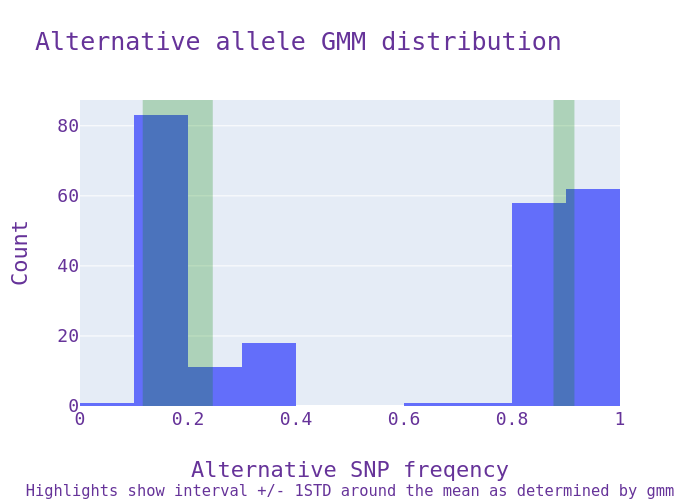 Alternative allele GMM distribution
Count
80
60
40
20
0
0 0.2 0.4 0.6 0.8 1
Alternative SNP freqency
Highlights show interval +/- 1STD around the mean as determined by gmm